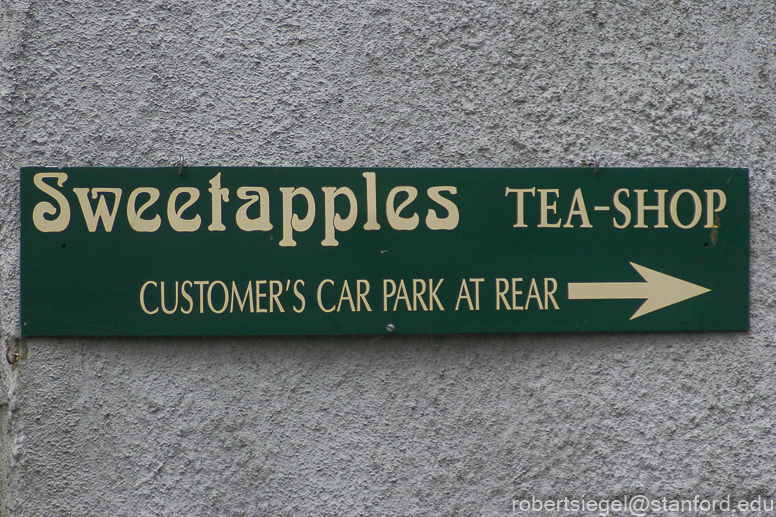 Sweetapples TEA-SHOP
CUSTOMER'S CAR PARK AT REAR
robertsiegel@stanford.edu